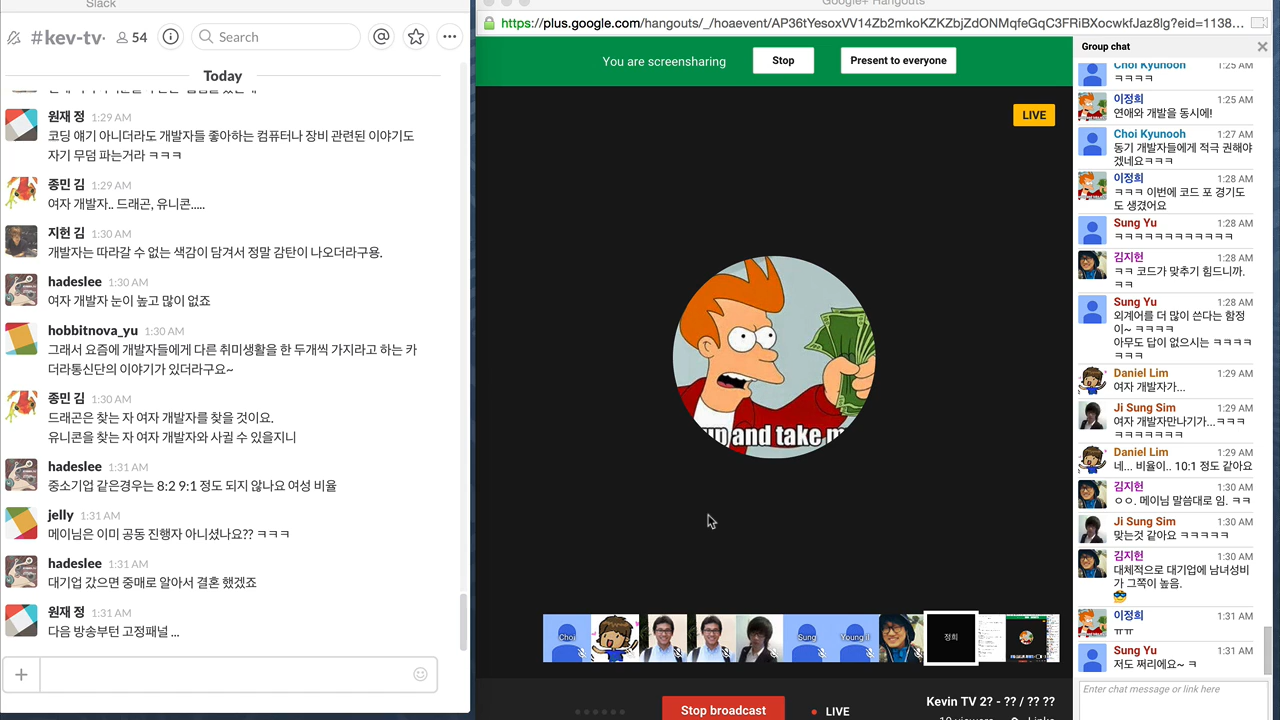 Slack
#kev-tv-
54
Search
Today
원재 정 1:29 AM
코딩 얘기 아니더라도 개발자들 좋아하는 컴퓨터나 장비 관련된 이야기도
자기 무덤 파는거라 ㅋㅋㅋ
종민 김 1:29 AM
여자 개발자.. 드래곤, 유니콘.....
지헌 김 1:30 AM
개발자는 따라갈 수 없는 색감이 담겨서 정말 감탄이 나오더라구용.
hadeslee 1:30 AM
여자 개발자 눈이 높고 많이 없죠
hobbitnova_yu 1:30 AM
그래서 요즘에 개발자들에게 다른 취미생활을 한 두개씩 가지라고 하는 카
더라통신단의 이야기가 있더라구요~
종민 김 1:30 AM
드래곤은 찾는 자 여자 개발자를 찾을 것이요.
유니콘을 찾는 자 여자 개발자와 사귈 수 있을지니
hadeslee 1:31 AM
중소기업 같은경우는 8:2 9:1 정도 되지 않나요 여성 비율
jelly 1:31 AM
메이님은 이미 공동 진행자 아니셨나요?? ㅋㅋㅋ
hadeslee 1:31 AM
대기업 갔으면 중매로 알아서 결혼 했겠죠
원재 정 1:31 AM
다음 방송부턴 고정패널 ...
Google+ Hangouts
https://plus.google.com/hangouts/_/hoaevent/AP36tYesoxVV14Zb2mkoKZKZbjZdONMqfeGqC3FRiBXocwkfJaz8lg?eid=1138...
You are screensharing
Stop
Present to everyone
LIVE
up and take m
Choi
Sung
Young Il
정희
Stop broadcast
LIVE
Kevin TV 2? - ?? / ?? ??
10 viewers
Links
Group chat
Choi Kyunooh 1:25 AM
ㅋㅋㅋㅋ
이정희 1:25 AM
연애와 개발을 동시에!
Choi Kyunooh 1:27 AM
동기 개발자들에게 적극 권해야
겠네요ㅋㅋㅋ
이정희 1:28 AM
ㅋㅋㅋ 이번에 코드 포 경기도
도 생겼어요
Sung Yu 1:28 AM
ㅋㅋㅋㅋㅋㅋㅋㅋㅋㅋㅋㅋ
김지헌 1:28 AM
ㅋㅋ 코드가 맞추기 힘드니까.
ㅋㅋ
Sung Yu 1:28 AM
외계어를 더 많이 쓴다는 함정
이~ ㅋㅋㅋㅋ
아무도 답이 없으시는 ㅋㅋㅋㅋ
ㅋㅋㅋ
Daniel Lim 1:29 AM
여자 개발자가...
Ji Sung Sim 1:29 AM
여자 개발자만나기가...ㅋㅋㅋ
ㅋㅋㅋㅋㅋㅋㅋ
Daniel Lim 1:29 AM
네... 비율이.. 10:1 정도 같아요
김지헌 1:30 AM
ㅇㅇ. 메이님 말씀대로 임. ㅋㅋ
Ji Sung Sim 1:30 AM
맞는것 같아요 ㅋㅋㅋㅋㅋ
김지헌 1:30 AM
대체적으로 대기업에 남녀성비
가 그쪽이 높음.
이정희 1:31 AM
ㅠㅠ
Sung Yu 1:31 AM
저도 쩌리에요~ ㅋ
Enter chat message or link here